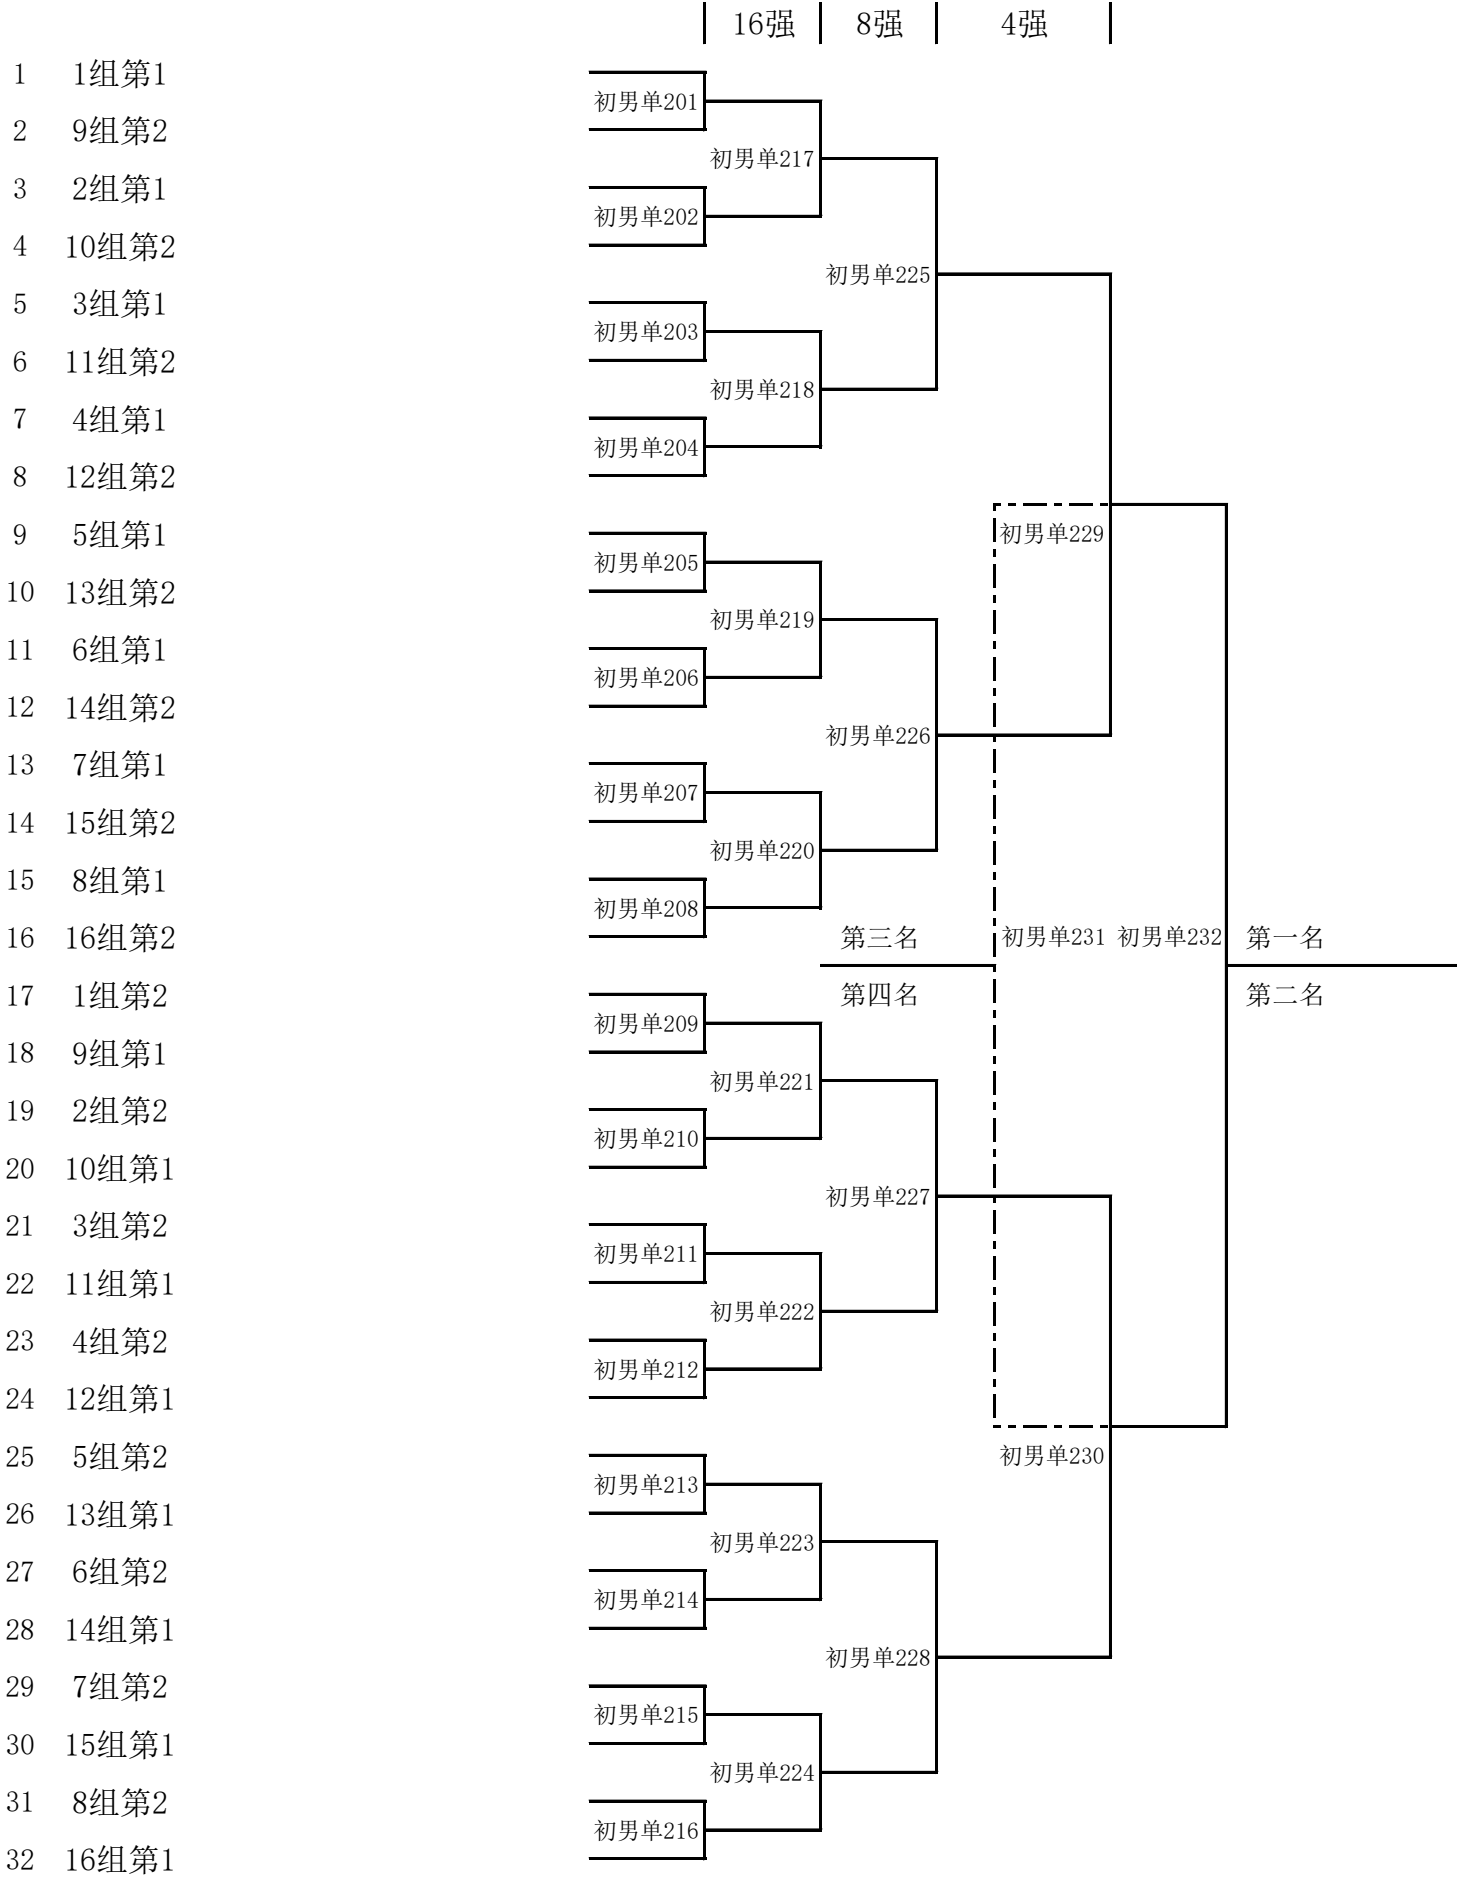 16强 8强 4强
1 1组第1
初男单201
2 9组第2
初男单217
3 2组第1
初男单202
4 10组第2
初男单225
5 3组第1
初男单203
6 11组第2
初男单218
7 4组第1
初男单204
8 12组第2
9 5组第1
初男单229
初男单205
10 13组第2
初男单219
11 6组第1
初男单206
12 14组第2
初男单226
13 7组第1
初男单207
14 15组第2
初男单220
15 8组第1
初男单208
16 16组第2
第三名 初男单231 初男单232 第一名
17 1组第2
第四名 第二名
初男单209
18 9组第1
初男单221
19 2组第2
初男单210
20 10组第1
初男单227
21 3组第2
初男单211
22 11组第1
初男单222
23 4组第2
初男单212
24 12组第1
25 5组第2
初男单230
初男单213
26 13组第1
初男单223
27 6组第2
初男单214
28 14组第1
初男单228
29 7组第2
初男单215
30 15组第1
初男单224
31 8组第2
初男单216
32 16组第1